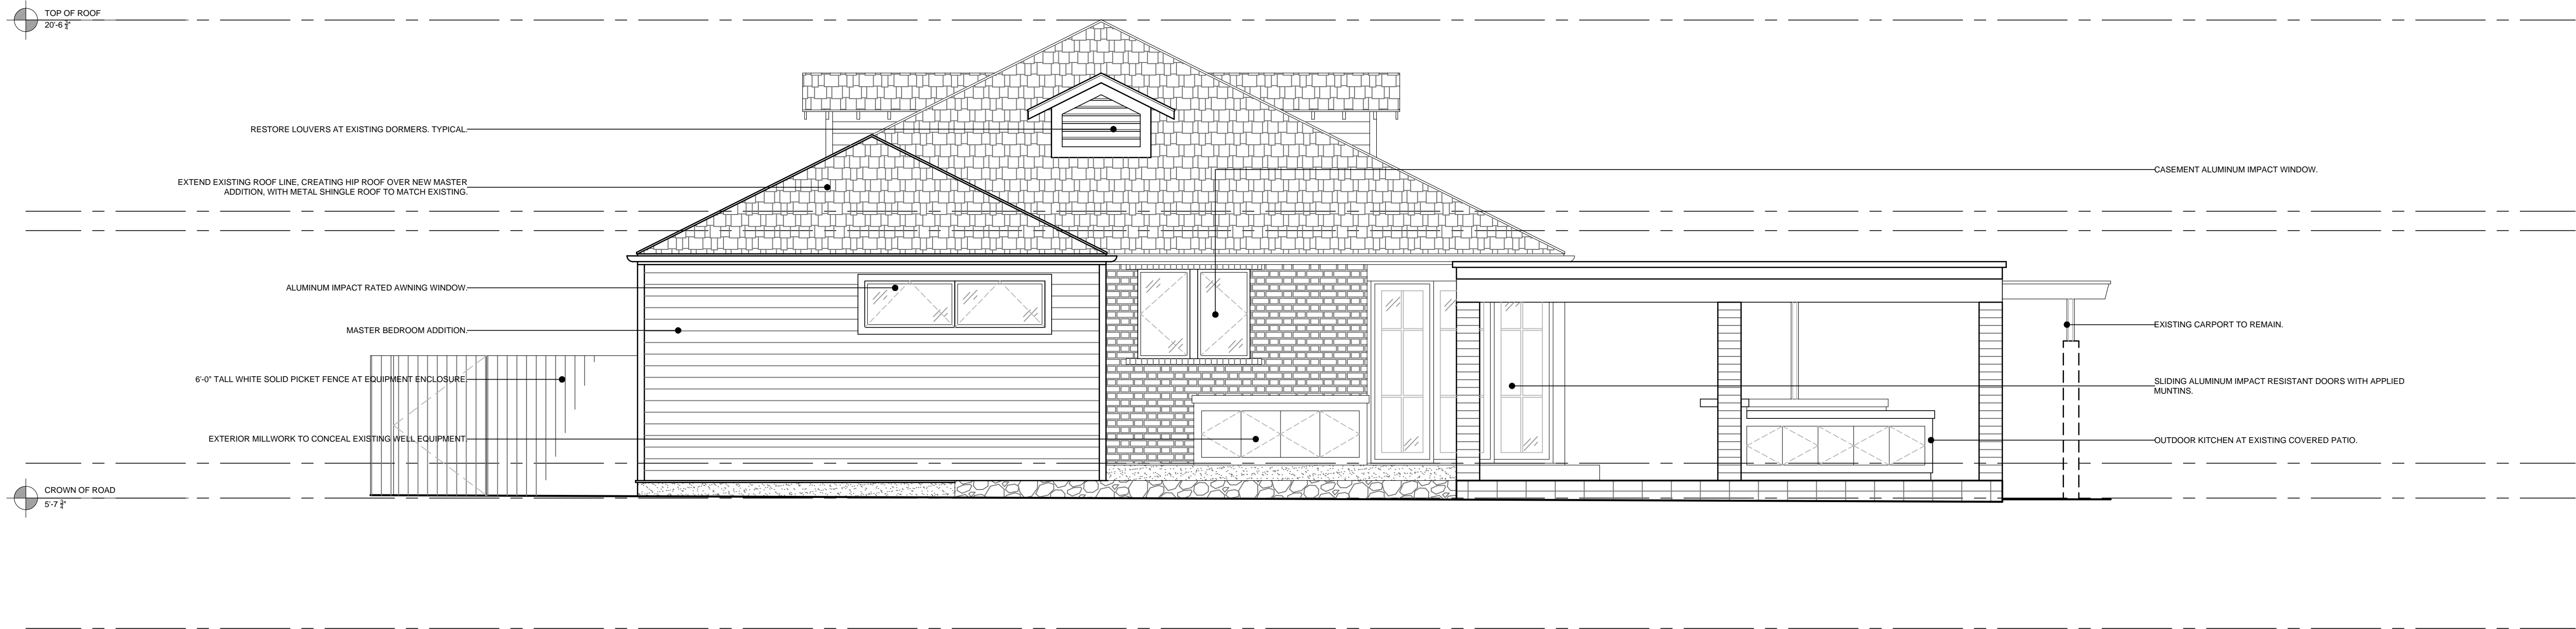 TOP OF ROOF
20'-6 3/4"
RESTORE LOUVERS AT EXISTING DORMERS. TYPICAL.
EXTEND EXISTING ROOF LINE, CREATING HIP ROOF OVER NEW MASTER
ADDITION, WITH METAL SHINGLE ROOF TO MATCH EXISTING.
ALUMINUM IMPACT RATED AWNING WINDOW.
MASTER BEDROOM ADDITION.
6'-0" TALL WHITE SOLID PICKET FENCE AT EQUIPMENT ENCLOSURE.
EXTERIOR MILLWORK TO CONCEAL EXISTING WELL EQUIPMENT.
CROWN OF ROAD
5'-7 3/4"
CASEMENT ALUMINUM IMPACT WINDOW.
EXISTING CARPORT TO REMAIN.
SLIDING ALUMINUM IMPACT RESISTANT DOORS WITH APPLIED
MUNTINS.
OUTDOOR KITCHEN AT EXISTING COVERED PATIO.